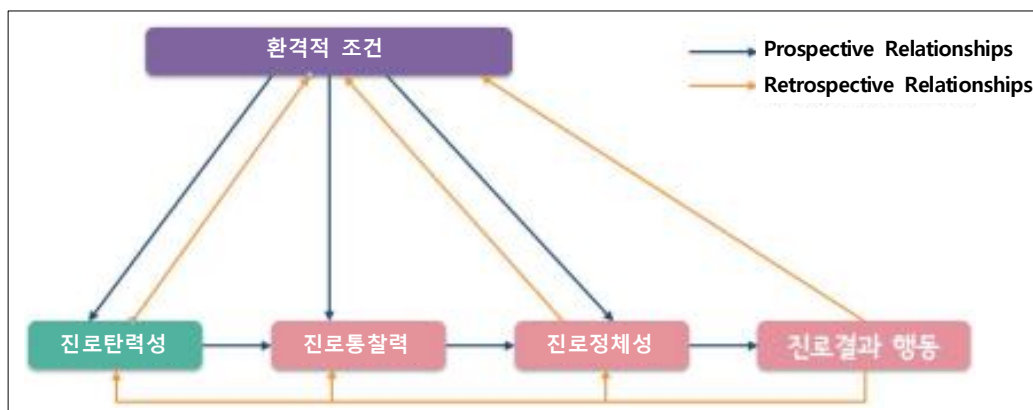 환격적 조건
Prospective Relationships
Retrospective Relationships
진로탄력성
진로통찰력
진로정체성
진로결과 행동